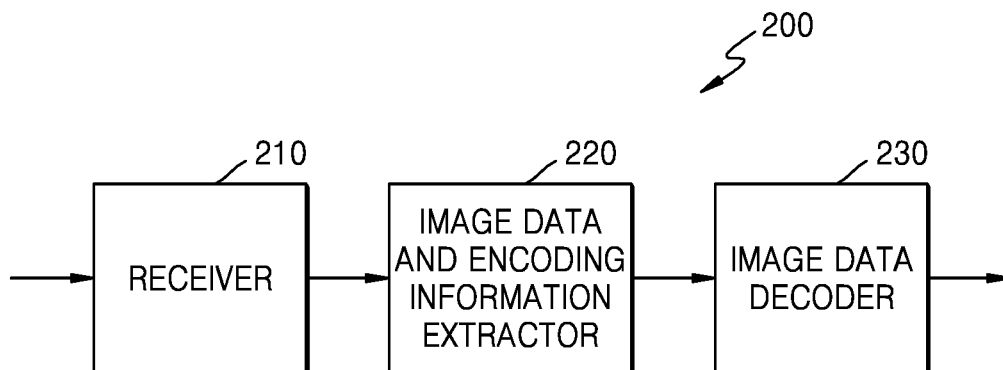 200
210
220
230
RECEIVER
IMAGE DATA
AND ENCODING
INFORMATION
EXTRACTOR
IMAGE DATA
DECODER